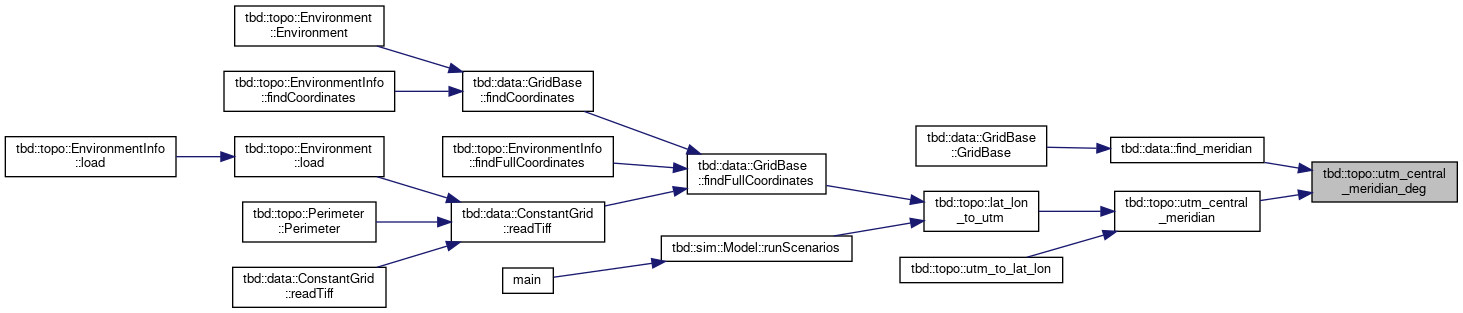 tbd::topo::Environment
::Environment
tbd::topo::EnvironmentInfo
::findCoordinates
tbd::data::GridBase
::findCoordinates
tbd::topo::EnvironmentInfo
::load
tbd::topo::Environment
::load
tbd::topo::EnvironmentInfo
::findFullCoordinates
tbd::data::GridBase
::findFullCoordinates
tbd::data::GridBase
::GridBase
tbd::data::find_meridian
tbd::topo::utm_central
_meridian_deg
tbd::topo::Perimeter
::Perimeter
tbd::data::ConstantGrid
::readTiff
tbd::topo::lat_lon
_to_utm
tbd::topo::utm_central
_meridian
tbd::sim::Model::runScenarios
tbd::topo::utm_to_lat_lon
tbd::data::ConstantGrid
::readTiff
main